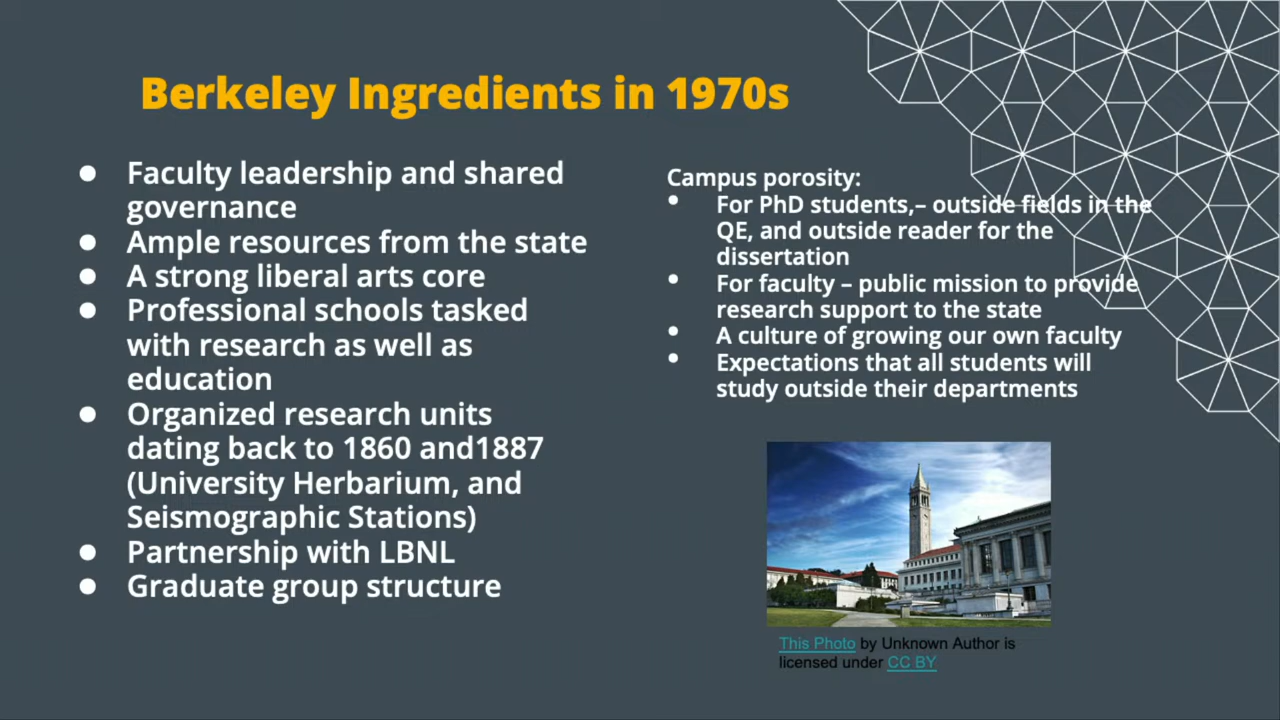 Berkeley Ingredients in 1970s
● Faculty leadership and shared
governance
● Ample resources from the state
● A strong liberal arts core
● Professional schools tasked
with research as well as
education
● Organized research units
dating back to 1860 and1887
(University Herbarium, and
Seismographic Stations)
● Partnership with LBNL
● Graduate group structure
Campus porosity:
• For PhD students,– outside fields in the
QE, and outside reader for the
dissertation
• For faculty – public mission to provide
research support to the state
• A culture of growing our own faculty
• Expectations that all students will
study outside their departments
This Photo by Unknown Author is
licensed under CC BY